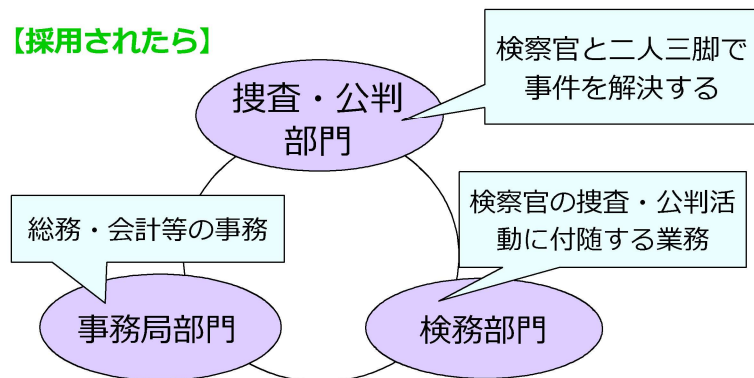 【採用されたら】
検察官と二人三脚で
事件を解決する
捜査・公判
部門
検察官の捜査・公判活
動に付随する業務
総務・会計等の事務
事務局部門
検務部門